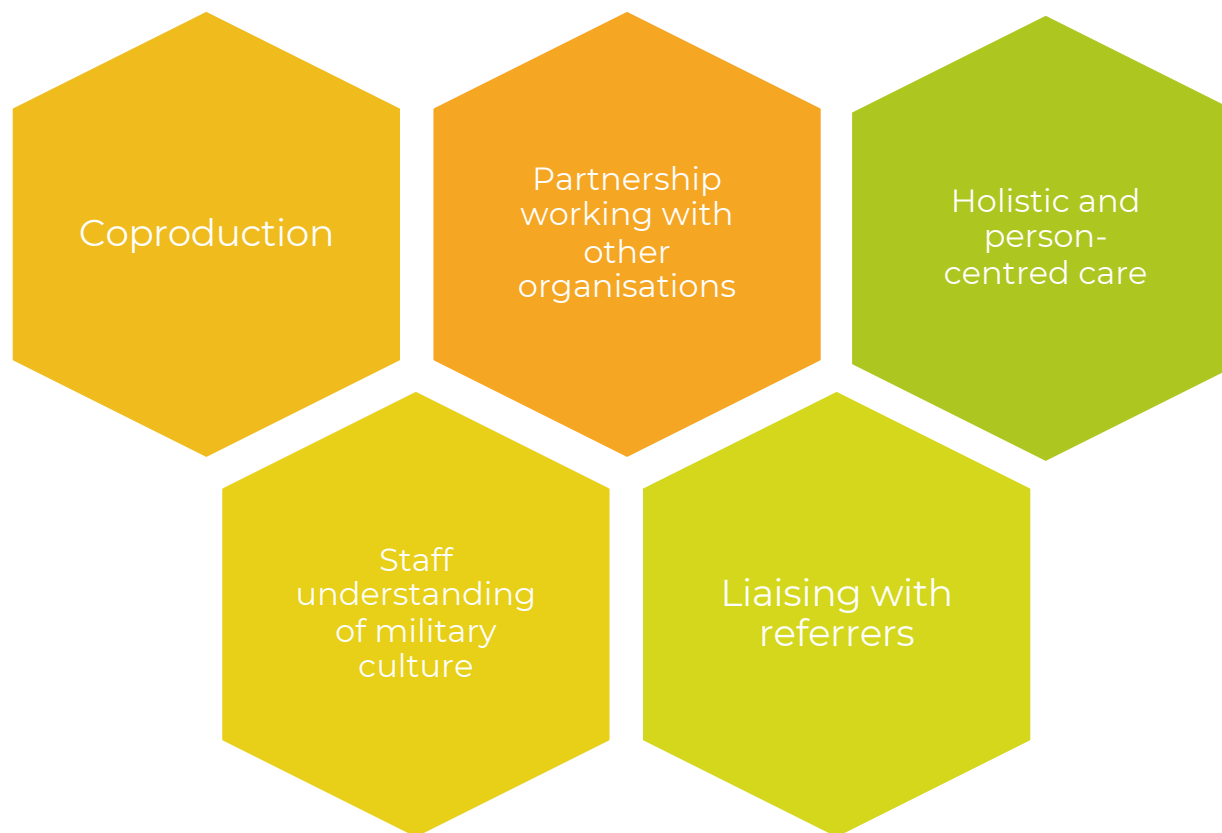 Coproduction
Partnership
working with
other
organisations
Holistic and
person-
centred care
Staff
understanding
of military
culture
Liaising with
referrers